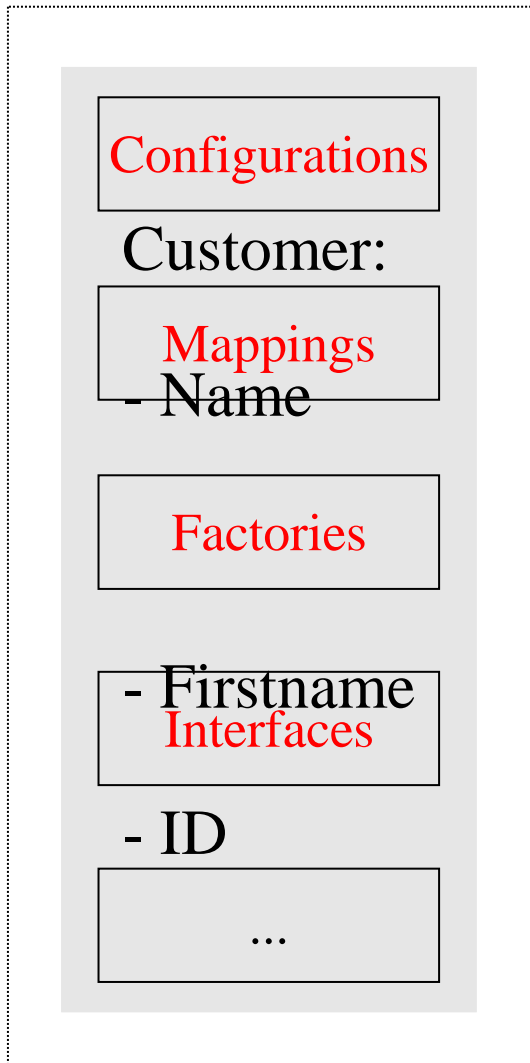 Configurations
Customer:
Mappings
- Name
Factories
- Firstname
Interfaces
- ID
...